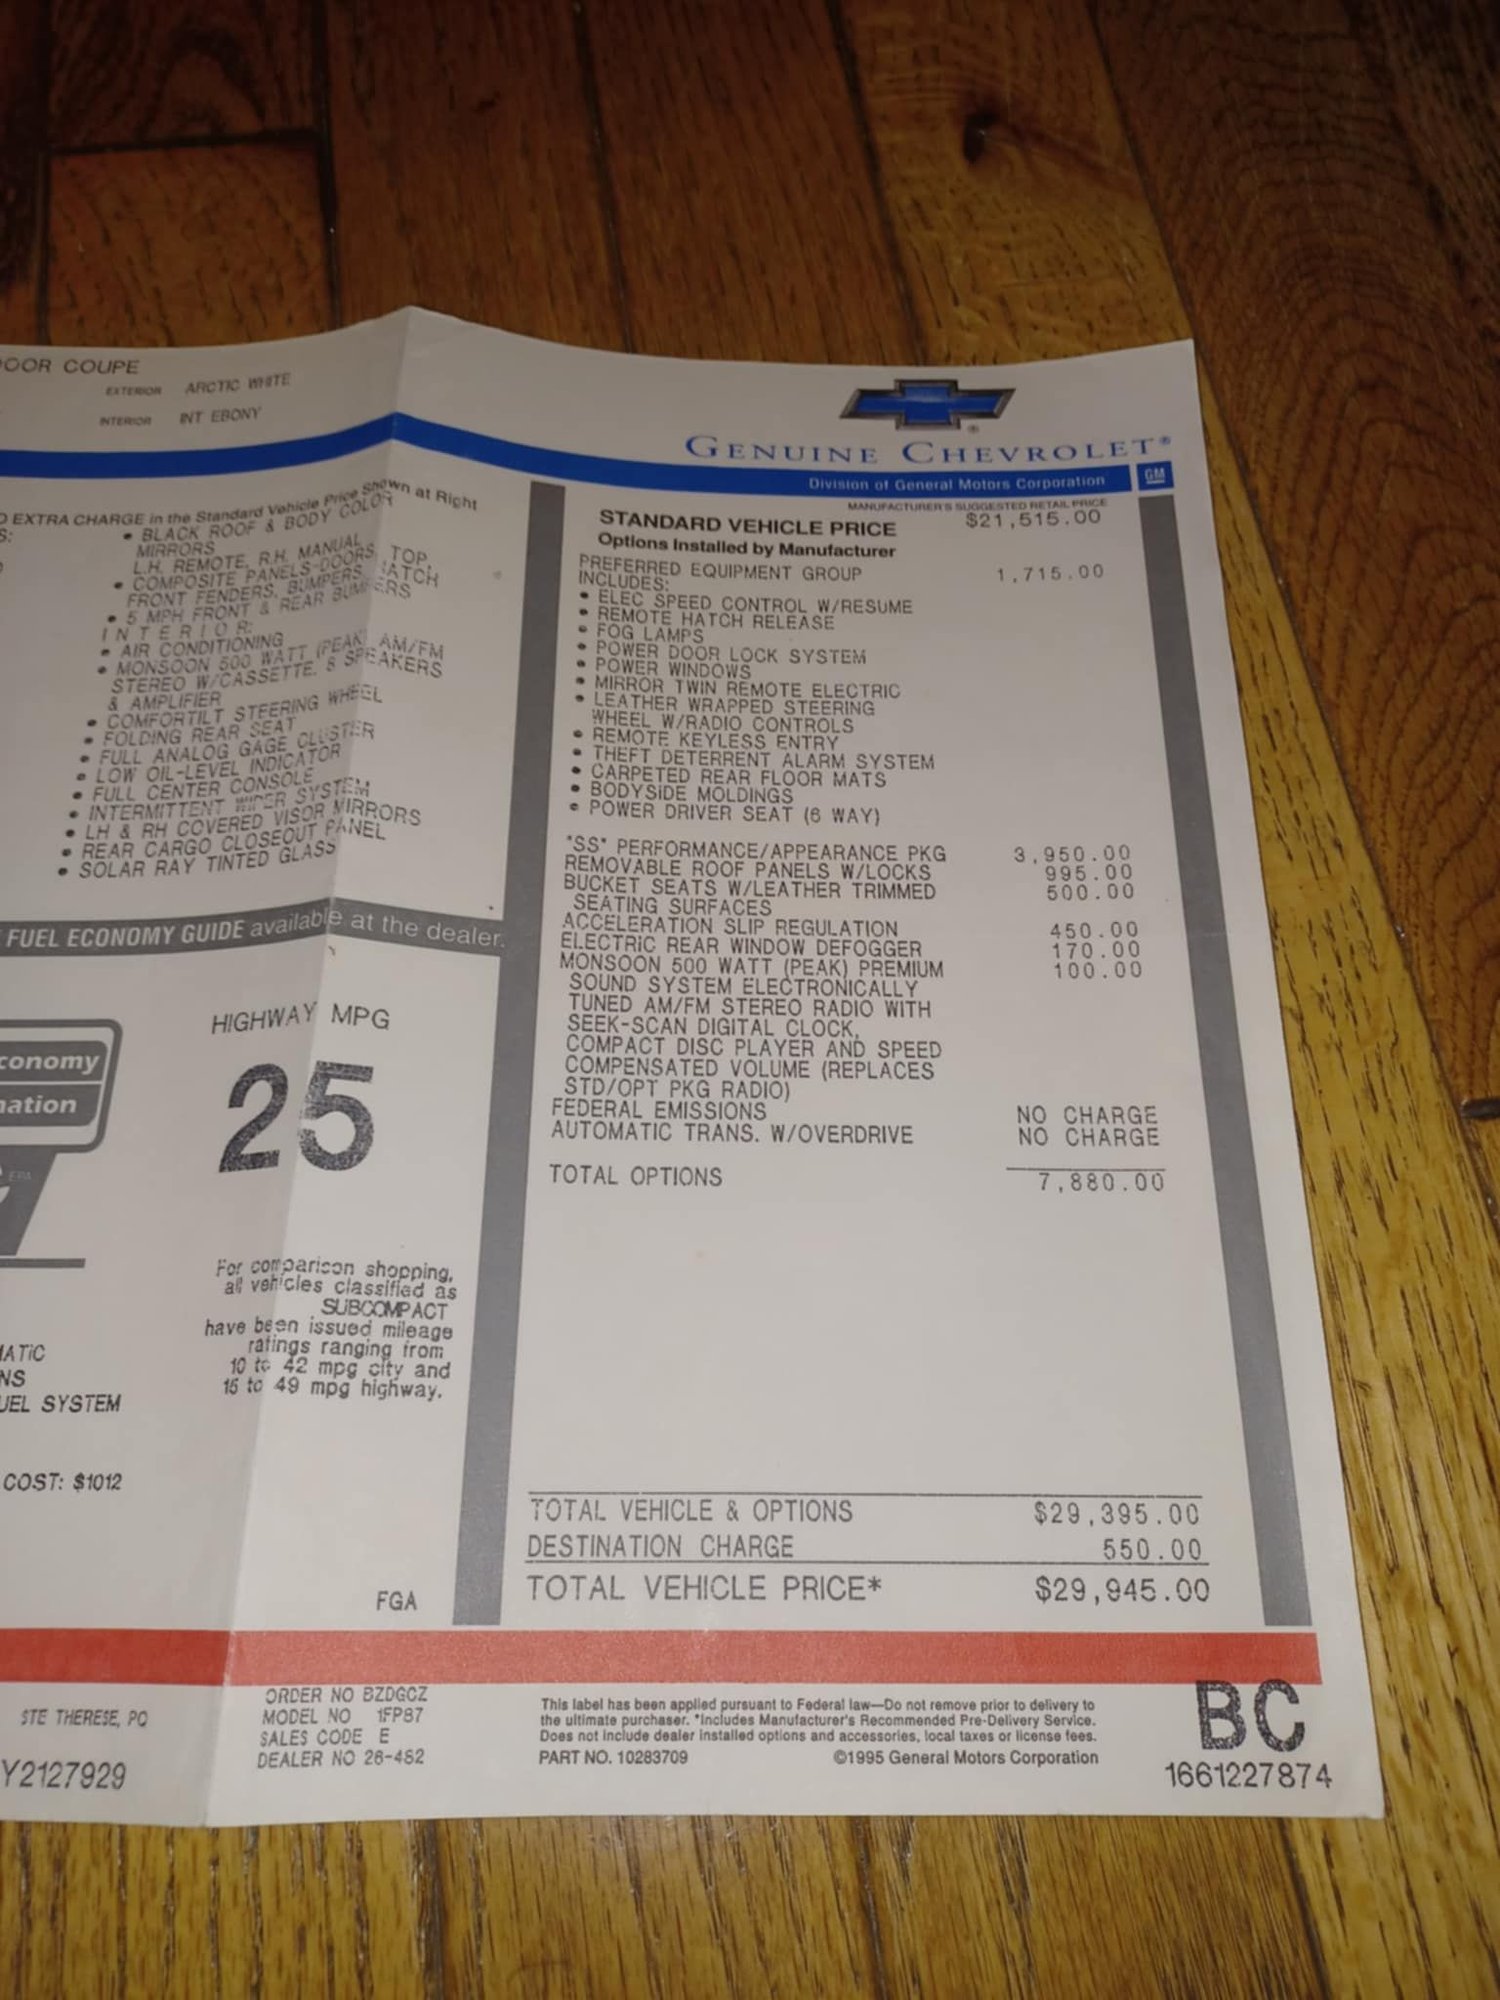 OOR COUPE
EXTERIOR ARCTIC WHITE
INTERIOR INT EBONY
EXTRA CHARGE in the Standard Vehicle Price Shown at Right
S:
• BLACK ROOF & BODY COLOR
MIRRORS
L.H. REMOTE, R.H. MANUAL
• COMPOSITE PANELS-DOORS, TOP,
FRONT FENDERS, BUMPERS, HATCH
• 5 MPH FRONT & REAR BUMPERS
INTERIOR:
• AIR CONDITIONING
• MONSOON 500 WATT (PEAK) AM/FM
STEREO W/CASSETTE, 8 SPEAKERS
& AMPLIFIER
• COMFORTILT STEERING WHEEL
• FOLDING REAR SEAT
• FULL ANALOG GAGE CLUSTER
• LOW OIL-LEVEL INDICATOR
• FULL CENTER CONSOLE
• INTERMITTENT WIPER SYSTEM
• LH & RH COVERED VISOR MIRRORS
• REAR CARGO CLOSEOUT PANEL
• SOLAR RAY TINTED GLASS
FUEL ECONOMY GUIDE available at the dealer.
conomy
nation
EPA
HIGHWAY MPG
25
For comparison shopping,
all vehicles classified as
SUBCOMPACT
have been issued mileage
ratings ranging from
10 to 42 mpg city and
15 to 49 mpg highway.
MATIC
NS
UEL SYSTEM
COST: $1012
FGA
GENUINE CHEVROLET®
Division of General Motors Corporation GM
MANUFACTURER'S SUGGESTED RETAIL PRICE
STANDARD VEHICLE PRICE $21,515.00
Options Installed by Manufacturer
PREFERRED EQUIPMENT GROUP 1,715.00
INCLUDES:
• ELEC SPEED CONTROL W/RESUME
• REMOTE HATCH RELEASE
• FOG LAMPS
• POWER DOOR LOCK SYSTEM
• POWER WINDOWS
• MIRROR TWIN REMOTE ELECTRIC
• LEATHER WRAPPED STEERING
WHEEL W/RADIO CONTROLS
• REMOTE KEYLESS ENTRY
• THEFT DETERRENT ALARM SYSTEM
• CARPETED REAR FLOOR MATS
• BODYSIDE MOLDINGS
• POWER DRIVER SEAT (6 WAY)
"SS" PERFORMANCE/APPEARANCE PKG 3,950.00
REMOVABLE ROOF PANELS W/LOCKS 995.00
BUCKET SEATS W/LEATHER TRIMMED 500.00
SEATING SURFACES
ACCELERATION SLIP REGULATION 450.00
ELECTRIC REAR WINDOW DEFOGGER 170.00
MONSOON 500 WATT (PEAK) PREMIUM 100.00
SOUND SYSTEM ELECTRONICALLY
TUNED AM/FM STEREO RADIO WITH
SEEK-SCAN DIGITAL CLOCK,
COMPACT DISC PLAYER AND SPEED
COMPENSATED VOLUME (REPLACES
STD/OPT PKG RADIO)
FEDERAL EMISSIONS NO CHARGE
AUTOMATIC TRANS. W/OVERDRIVE NO CHARGE
TOTAL OPTIONS 7,880.00
TOTAL VEHICLE & OPTIONS $29,395.00
DESTINATION CHARGE 550.00
TOTAL VEHICLE PRICE* $29,945.00
STE THERESE, PQ
Y2127929
ORDER NO BZDGCZ
MODEL NO 1FP87
SALES CODE E
DEALER NO 26-482
This label has been applied pursuant to Federal law—Do not remove prior to delivery to
the ultimate purchaser. *Includes Manufacturer's Recommended Pre-Delivery Service.
Does not include dealer installed options and accessories, local taxes or license fees.
PART NO. 10283709 ©1995 General Motors Corporation
BC
1661227874